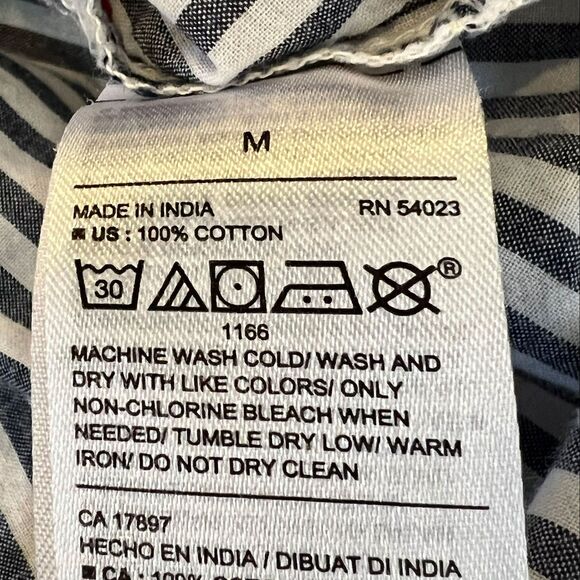 M
MADE IN INDIA RN 54023
US : 100% COTTON
30 ®
1166
MACHINE WASH COLD/ WASH AND
DRY WITH LIKE COLORS/ ONLY
NON-CHLORINE BLEACH WHEN
NEEDED/ TUMBLE DRY LOW/ WARM
IRON/ DO NOT DRY CLEAN
CA 17897
HECHO EN INDIA / DIBUAT DI INDIA
CA : 100%